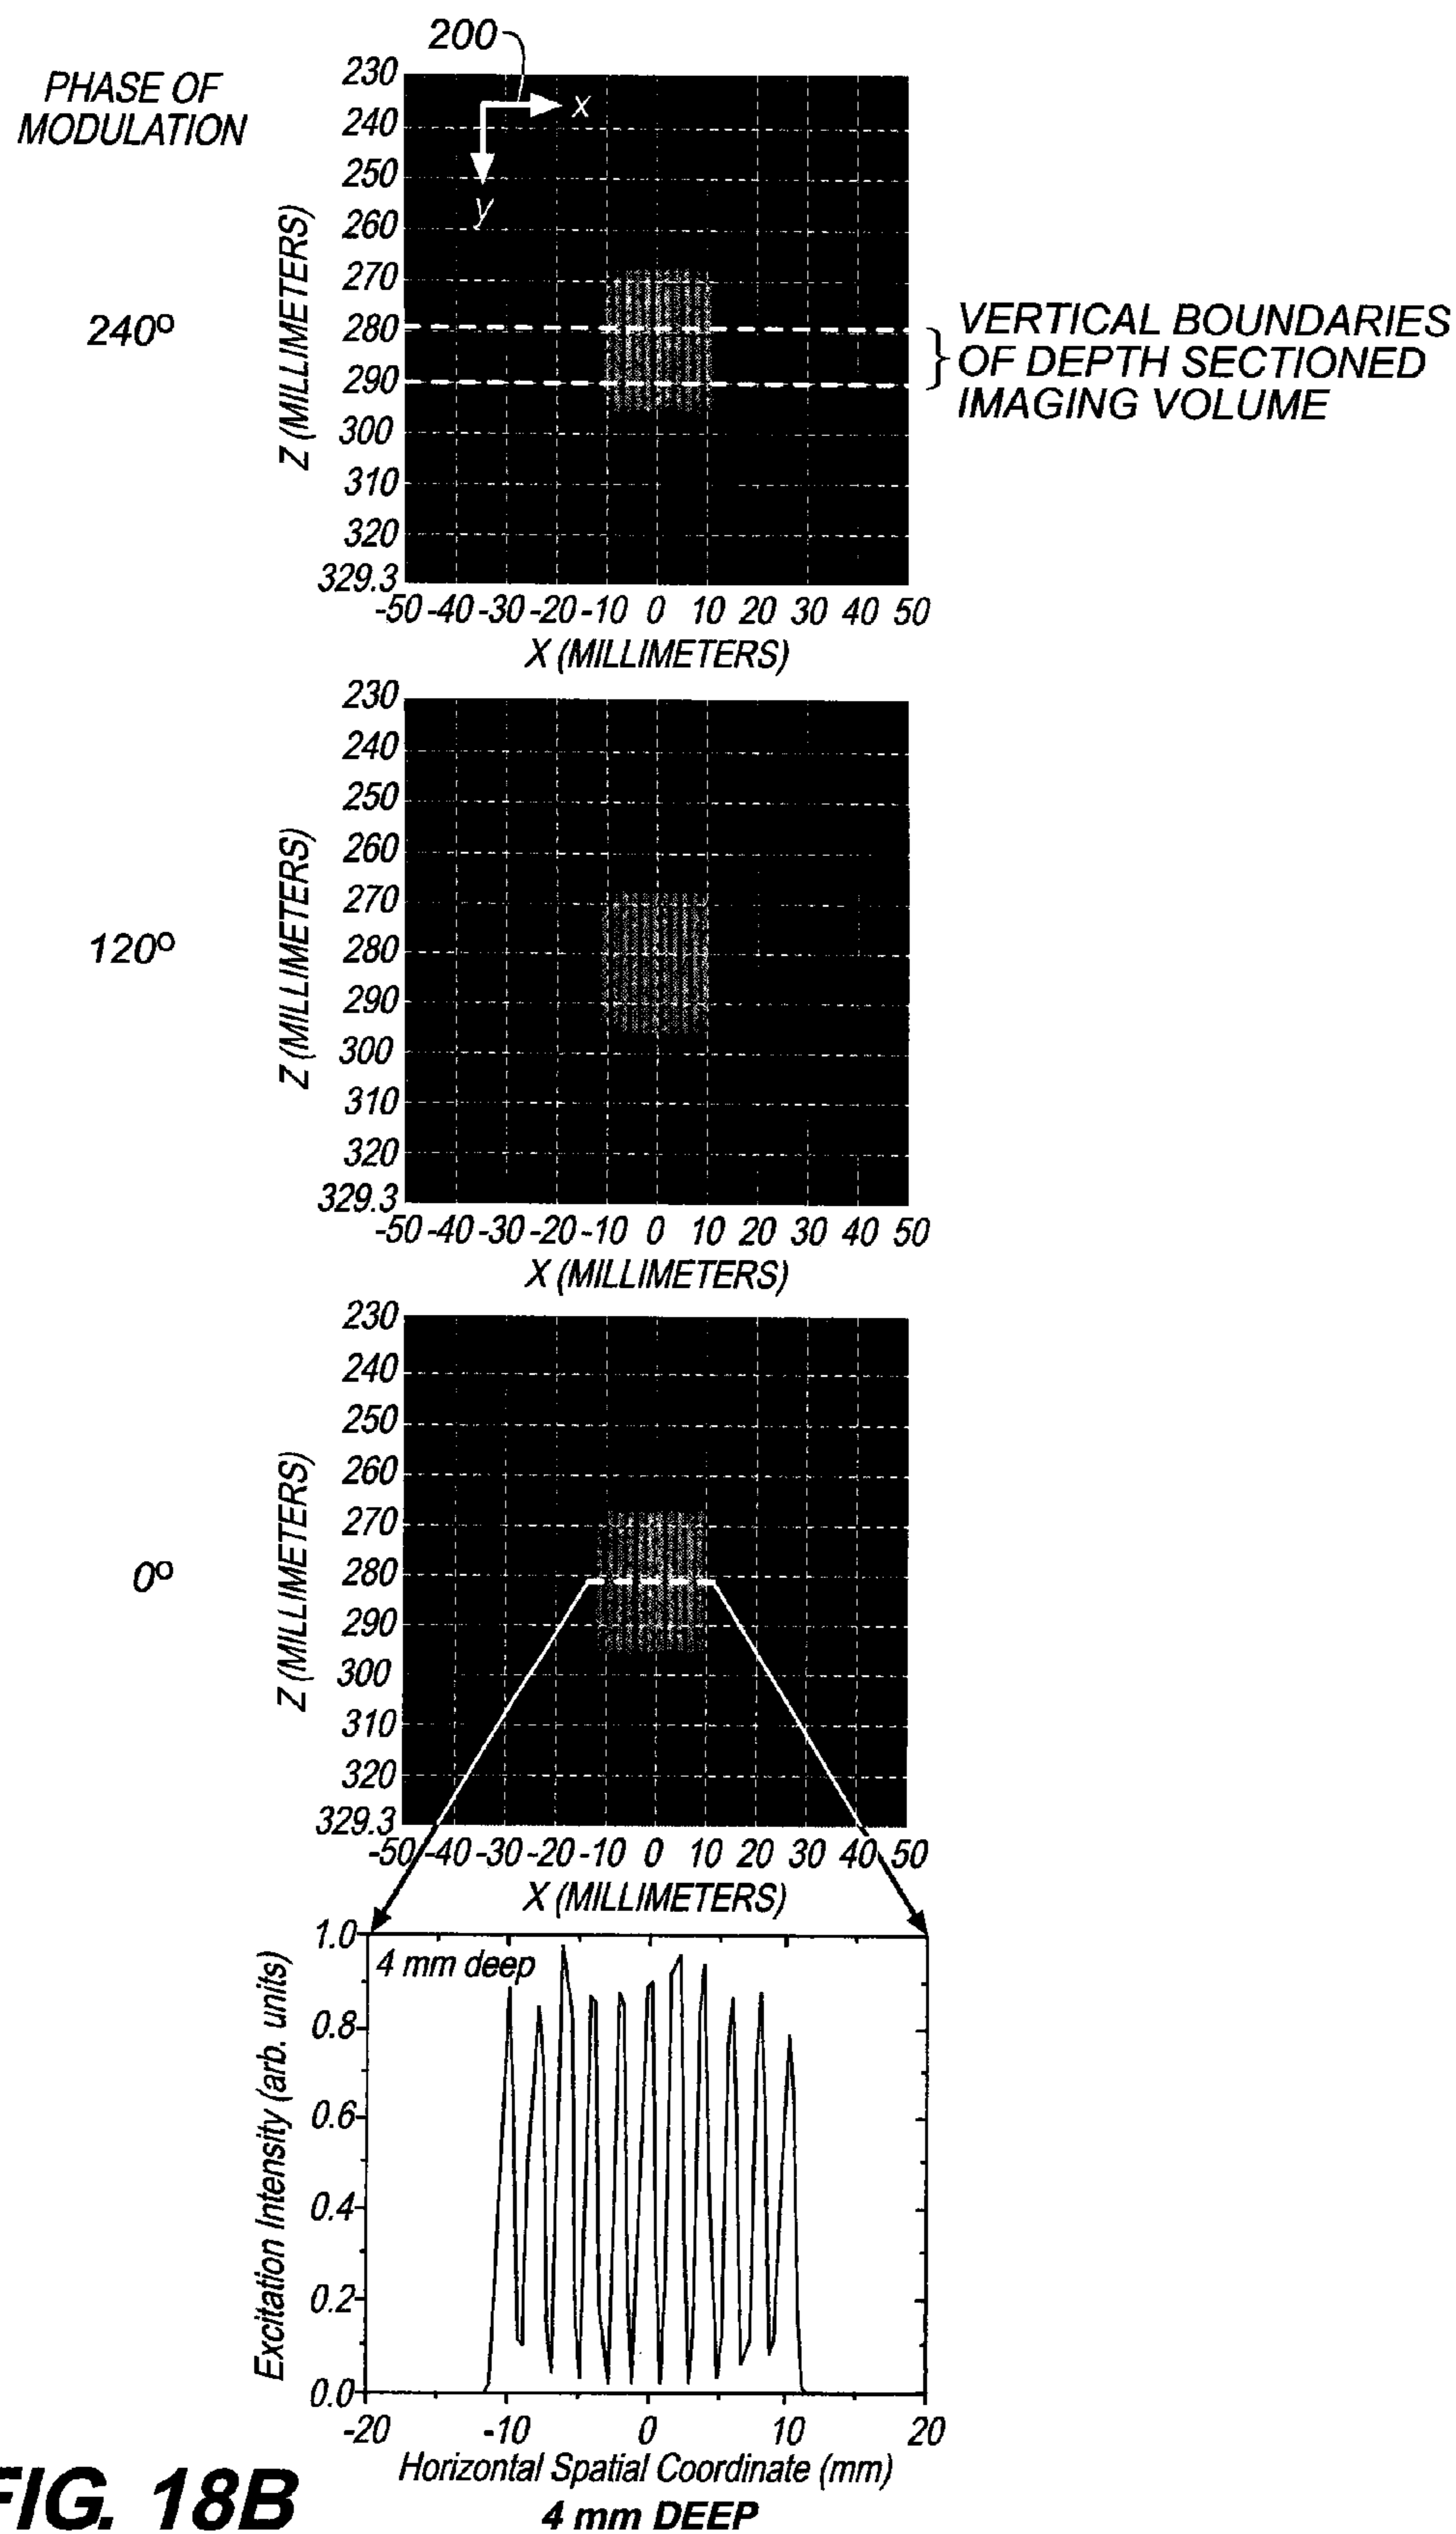 200
PHASE OF
MODULATION
230
240
250
260
270
280
290
300
310
320
329.3
Z (MILLIMETERS)
x
y
240º
VERTICAL BOUNDARIES
OF DEPTH SECTIONED
IMAGING VOLUME
-50 -40 -30 -20 -10 0 10 20 30 40 50
X (MILLIMETERS)
230
240
250
260
270
280
290
300
310
320
329.3
Z (MILLIMETERS)
120º
-50 -40 -30 -20 -10 0 10 20 30 40 50
X (MILLIMETERS)
230
240
250
260
270
280
290
300
310
320
329.3
Z (MILLIMETERS)
0º
-50 -40 -30 -20 -10 0 10 20 30 40 50
X (MILLIMETERS)
1.0
0.8
0.6
0.4
0.2
0.0
Excitation Intensity (arb. units)
4 mm deep
-20 -10 0 10 20
Horizontal Spatial Coordinate (mm)
4 mm DEEP
FIG. 18B